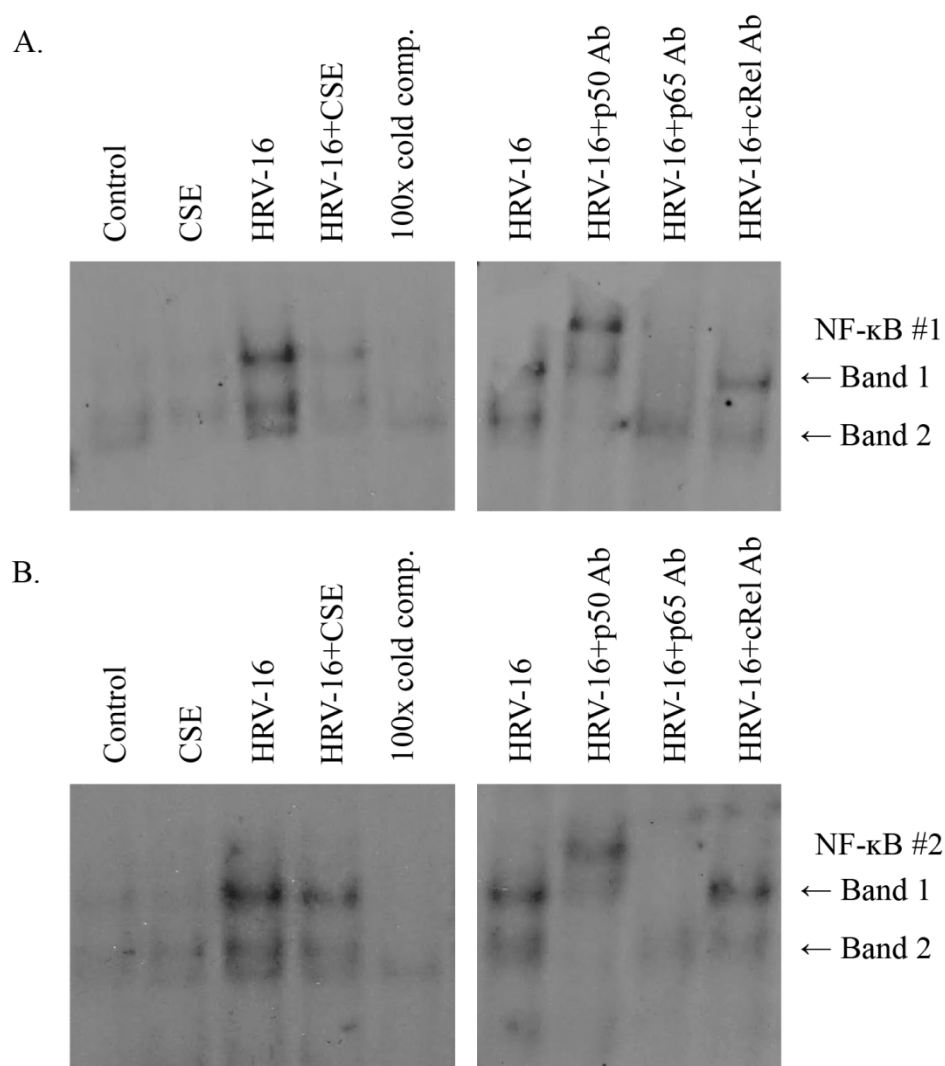 A.
Control
CSE
HRV-16
HRV-16+CSE
100x cold comp.
HRV-16
HRV-16+p50 Ab
HRV-16+p65 Ab
HRV-16+cRel Ab
NF-κB #1
← Band 1
← Band 2
B.
Control
CSE
HRV-16
HRV-16+CSE
100x cold comp.
HRV-16
HRV-16+p50 Ab
HRV-16+p65 Ab
HRV-16+cRel Ab
NF-κB #2
← Band 1
← Band 2